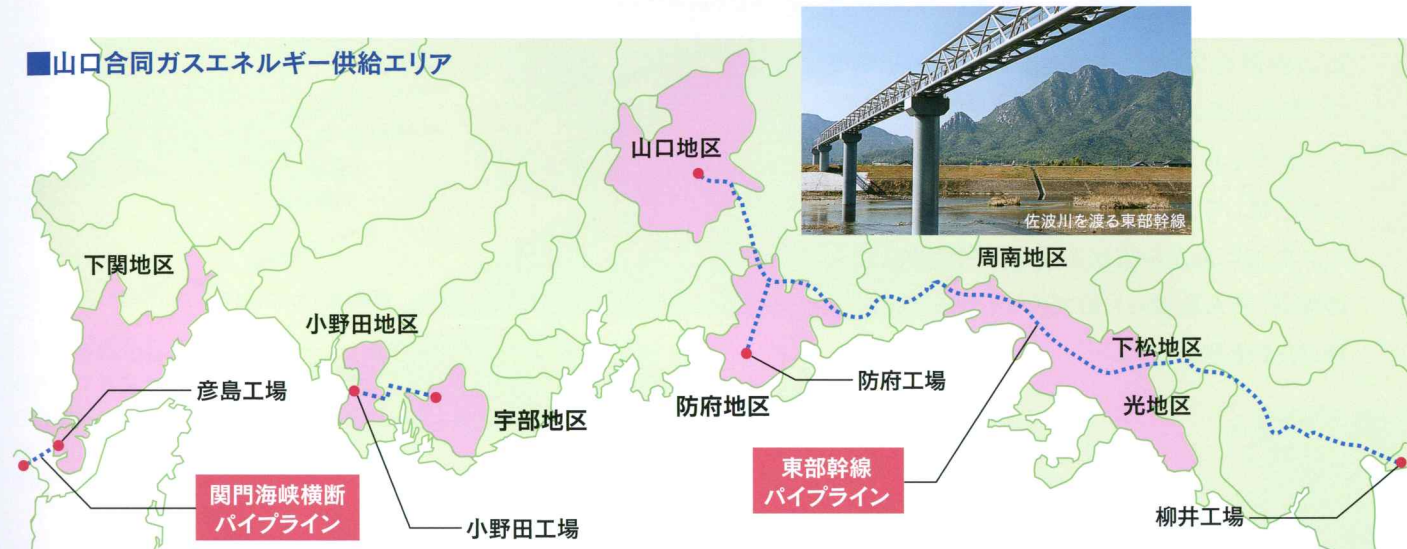 ■山口合同ガスエネルギー供給エリア
山口地区
佐波川を渡る東部幹線
下関地区
周南地区
小野田地区
下松地区
彦島工場
防府工場
宇部地区
防府地区
光地区
関門海峡横断
パイプライン
東部幹線
パイプライン
小野田工場
柳井工場